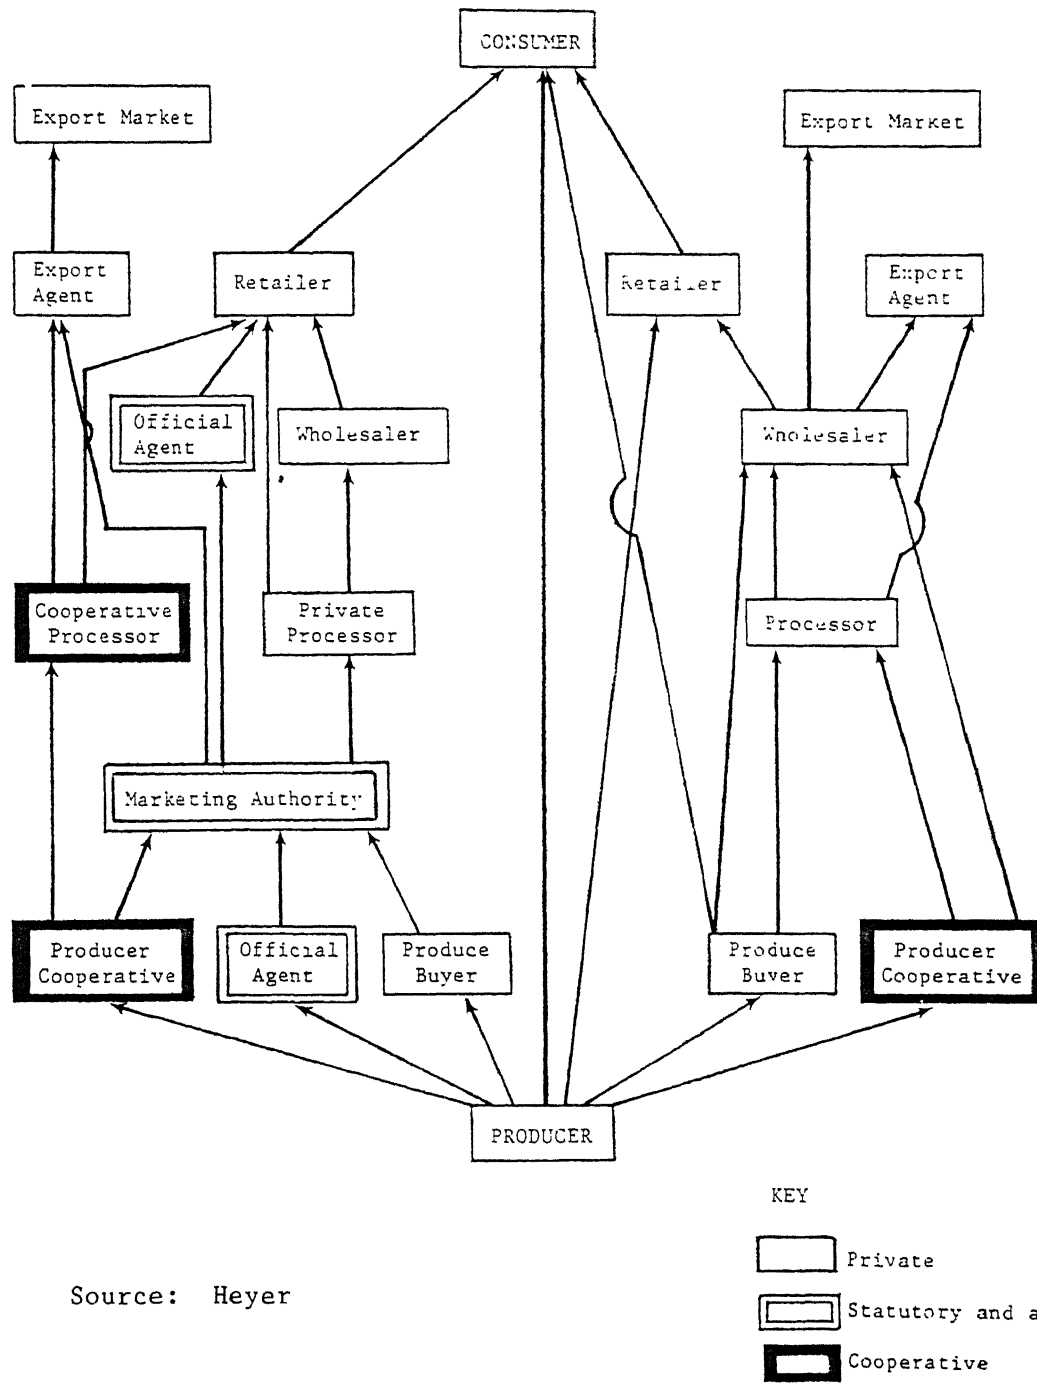 CONSUMER
Export Market
Export Market
Export
Agent
Retailer
Retailer
Export
Agent
Official
Agent
Wholesaler
Wholesaler
Cooperative
Processor
Private
Processor
Processor
Marketing Authority
Producer
Cooperative
Official
Agent
Produce
Buyer
Produce
Buyer
Producer
Cooperative
PRODUCER
KEY
Private
Source: Heyer
Statutory and a
Cooperative